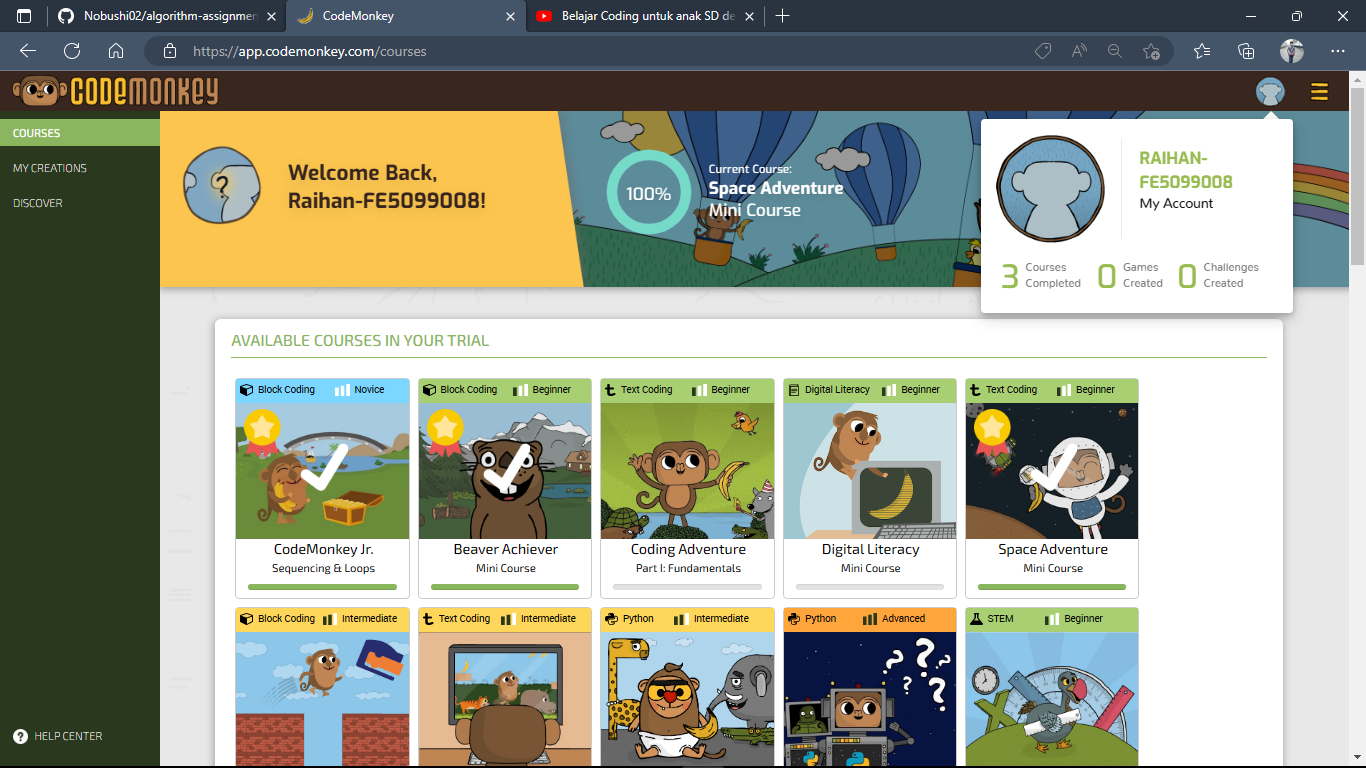 Nobushi02/algorithm-assignmen
CodeMonkey
Belajar Coding untuk anak SD de
https://app.codemonkey.com/courses
CODEMONKEY
COURSES
MY CREATIONS
DISCOVER
HELP CENTER
Welcome Back,
Raihan-FE5099008!
100%
Current Course:
Space Adventure
Mini Course
RAIHAN-
FE5099008
My Account
3 Courses Completed
0 Games Created
0 Challenges Created
AVAILABLE COURSES IN YOUR TRIAL
Block Coding Novice
CodeMonkey Jr.
Sequencing & Loops
Block Coding Beginner
Beaver Achiever
Mini Course
Text Coding Beginner
Coding Adventure
Part I: Fundamentals
Digital Literacy Beginner
Digital Literacy
Mini Course
Text Coding Beginner
Space Adventure
Mini Course
Block Coding Intermediate
Text Coding Intermediate
Python Intermediate
Python Advanced
? ? ? ?
STEM Beginner